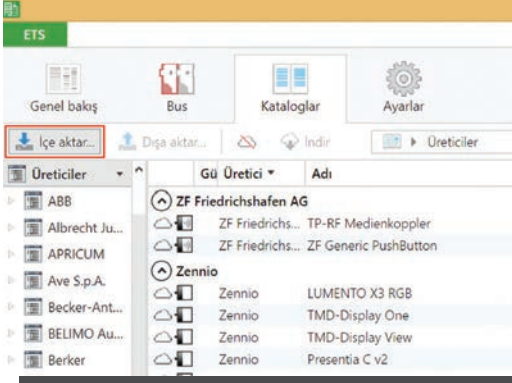 ETS
Genel bakış Bus Kataloglar Ayarlar
İçe aktar... Dışa aktar... İndir Üreticiler
Üreticiler Gü Üretici Adı
ABB
Albrecht Ju...
APRICUM
Ave S.p.A.
Becker-Ant...
BELIMO Au...
Berker
ZF Friedrichshafen AG
ZF Friedrichs... TP-RF Medienkoppler
ZF Friedrichs... ZF Generic PushButton
Zennio
Zennio LUMENTO X3 RGB
Zennio TMD-Display One
Zennio TMD-Display View
Zennio Presentia C v2